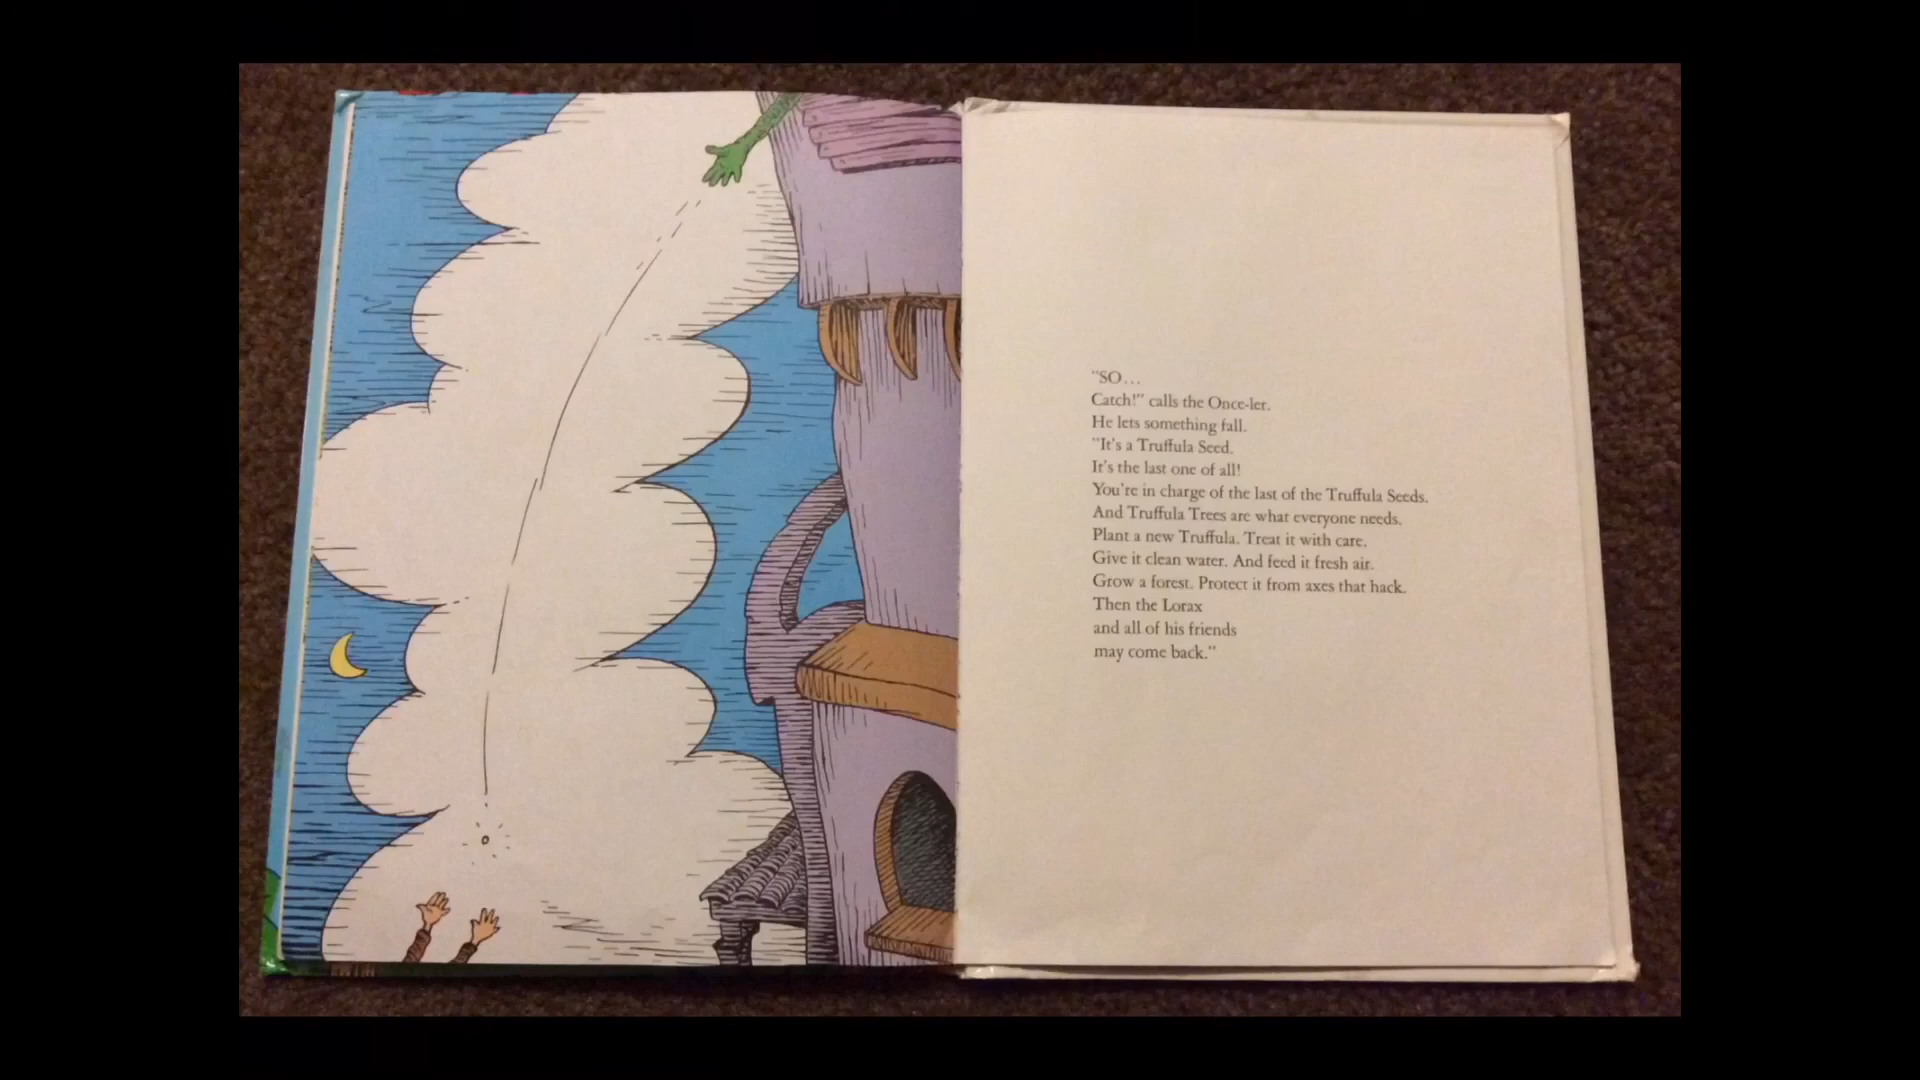 "SO...
Catch!" calls the Once-ler.
He lets something fall.
"It's a Truffula Seed.
It's the last one of all!
You're in charge of the last of the Truffula Seeds.
And Truffula Trees are what everyone needs.
Plant a new Truffula. Treat it with care.
Give it clean water. And feed it fresh air.
Grow a forest. Protect it from axes that hack.
Then the Lorax
and all of his friends
may come back."